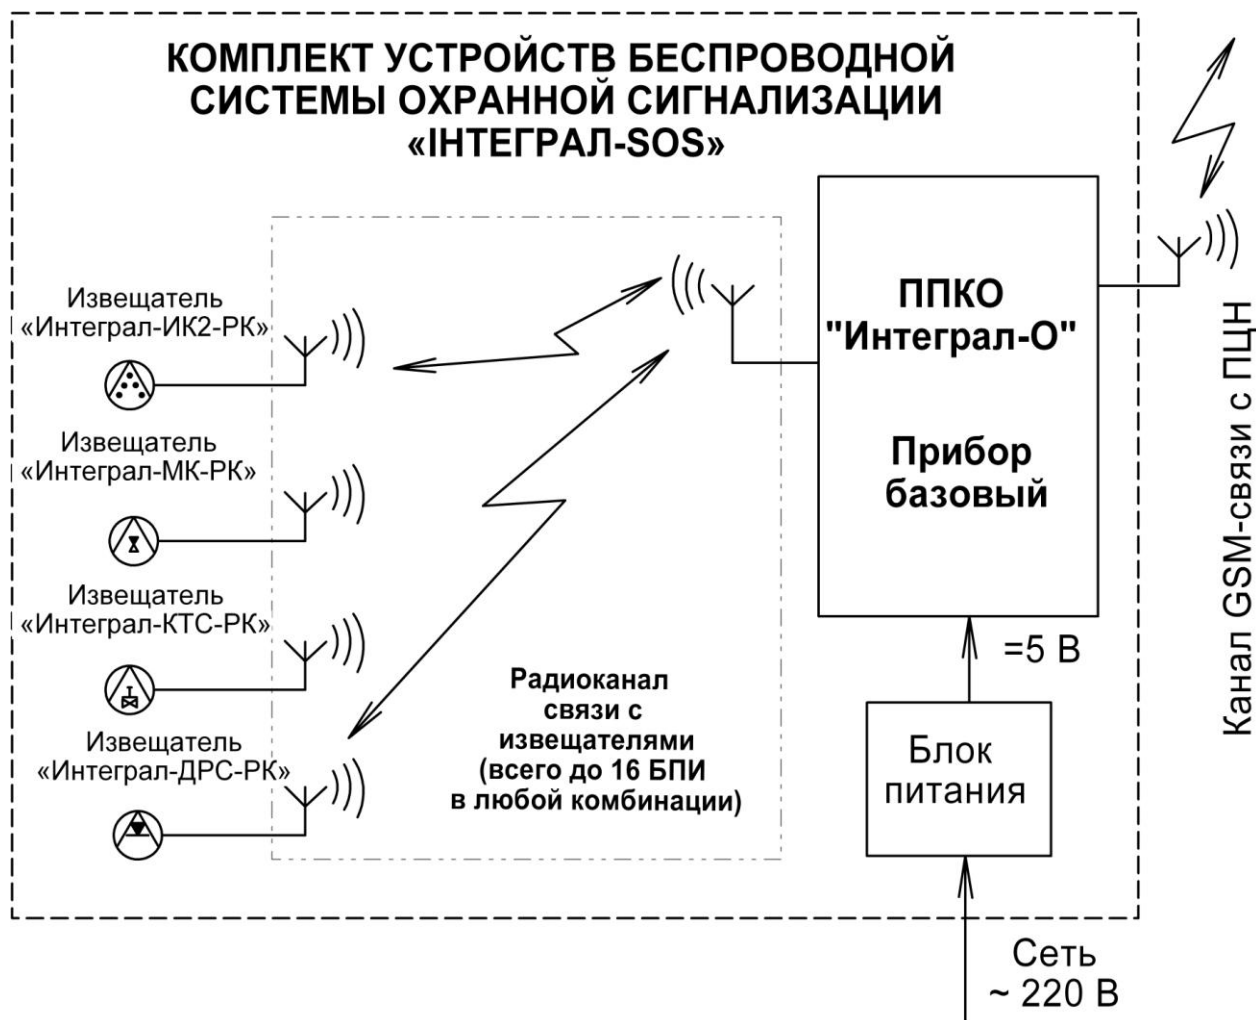 КОМПЛЕКТ УСТРОЙСТВ БЕСПРОВОДНОЙ
СИСТЕМЫ ОХРАННОЙ СИГНАЛИЗАЦИИ
«ІНТЕГРАЛ-SOS»
Извещатель
«Интеграл-ИК2-РК»
Извещатель
«Интеграл-МК-РК»
Извещатель
«Интеграл-КТС-РК»
Извещатель
«Интеграл-ДРС-РК»
Радиоканал
связи с
извещателями
(всего до 16 БПИ
в любой комбинации)
ППКО
"Интеграл-О"
Прибор
базовый
=5 В
Блок
питания
Сеть
~ 220 В
Канал GSM-связи с ПЦН